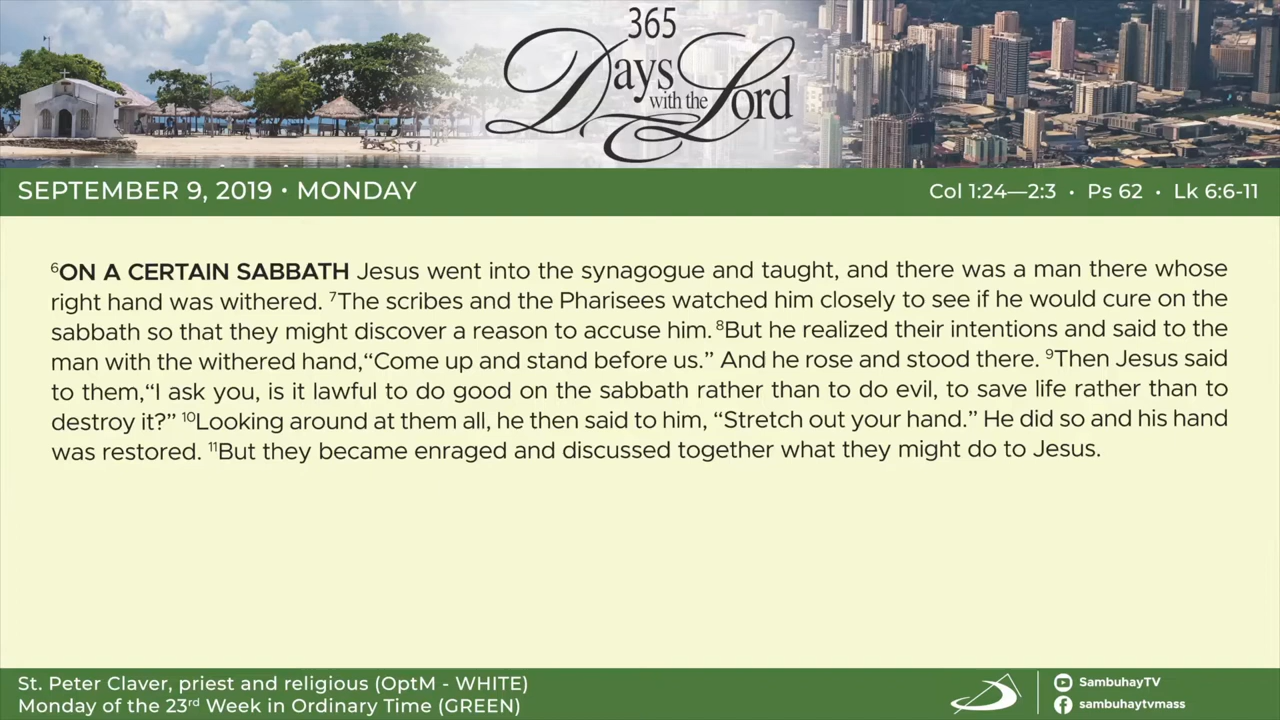 365
Days with the Lord
SEPTEMBER 9, 2019 • MONDAY
Col 1:24—2:3 • Ps 62 • Lk 6:6-11
⁶ON A CERTAIN SABBATH Jesus went into the synagogue and taught, and there was a man there whose
right hand was withered. ⁷The scribes and the Pharisees watched him closely to see if he would cure on the
sabbath so that they might discover a reason to accuse him. ⁸But he realized their intentions and said to the
man with the withered hand,“Come up and stand before us.” And he rose and stood there. ⁹Then Jesus said
to them,“I ask you, is it lawful to do good on the sabbath rather than to do evil, to save life rather than to
destroy it?” ¹⁰Looking around at them all, he then said to him, “Stretch out your hand.” He did so and his hand
was restored. ¹¹But they became enraged and discussed together what they might do to Jesus.
St. Peter Claver, priest and religious (OptM - WHITE)
Monday of the 23rd Week in Ordinary Time (GREEN)
SambuhayTV
sambuhaytvmass